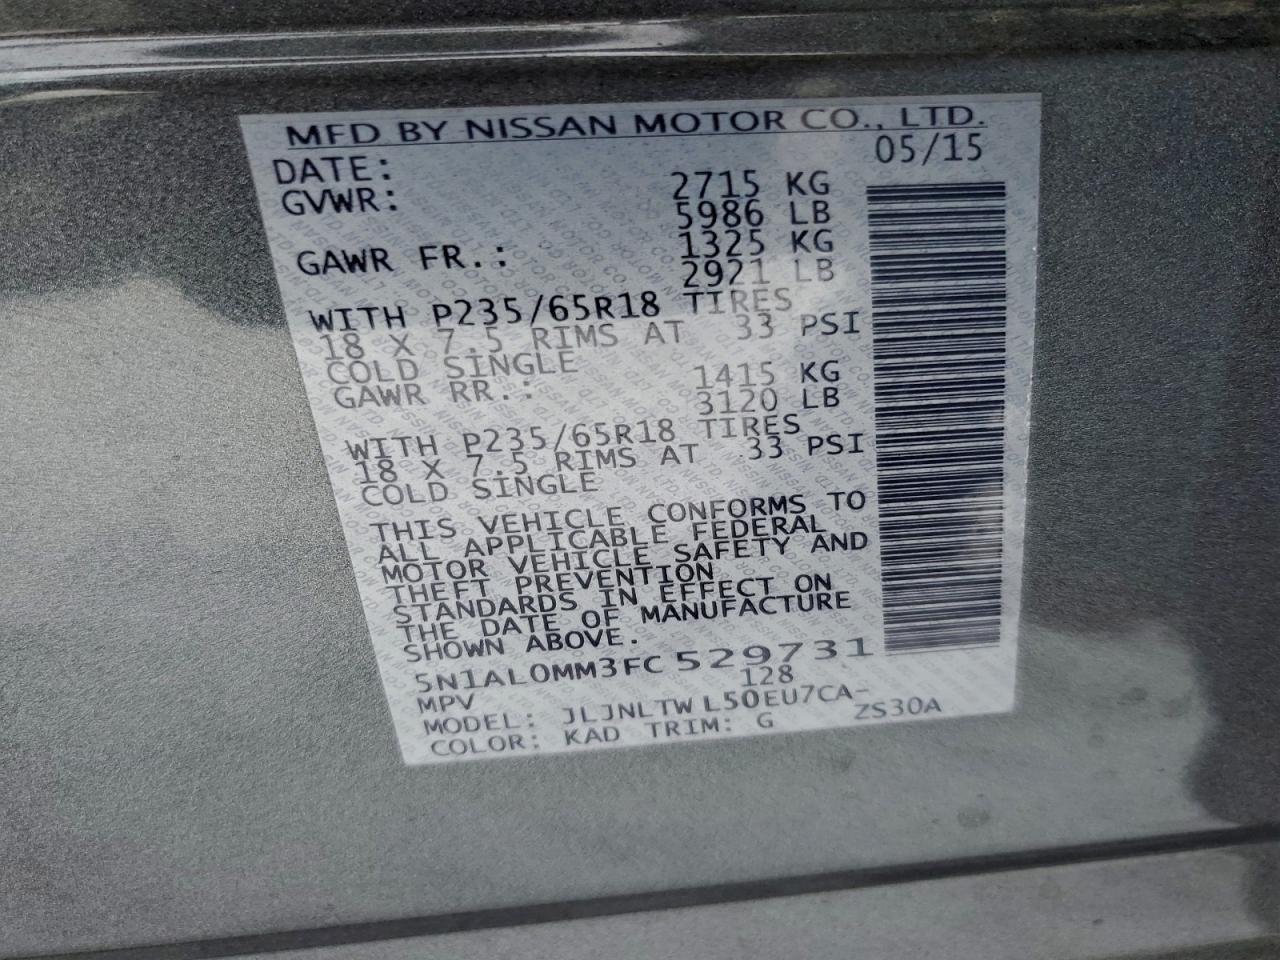 MFD BY NISSAN MOTOR CO., LTD.
DATE: 05/15
GVWR: 2715 KG
5986 LB
GAWR FR.: 1325 KG
2921 LB
WITH P235/65R18 TIRES
18 X 7.5 RIMS AT 33 PSI
COLD SINGLE
GAWR RR.: 1415 KG
3120 LB
WITH P235/65R18 TIRES
18 X 7.5 RIMS AT 33 PSI
COLD SINGLE
THIS VEHICLE CONFORMS TO
ALL APPLICABLE FEDERAL
MOTOR VEHICLE SAFETY AND
THEFT PREVENTION
STANDARDS IN EFFECT ON
THE DATE OF MANUFACTURE
SHOWN ABOVE.
5N1AL0MM3FC529731
MPV 128
MODEL: JLJNLTWL50EU7CA-
COLOR: KAD TRIM: G ZS30A